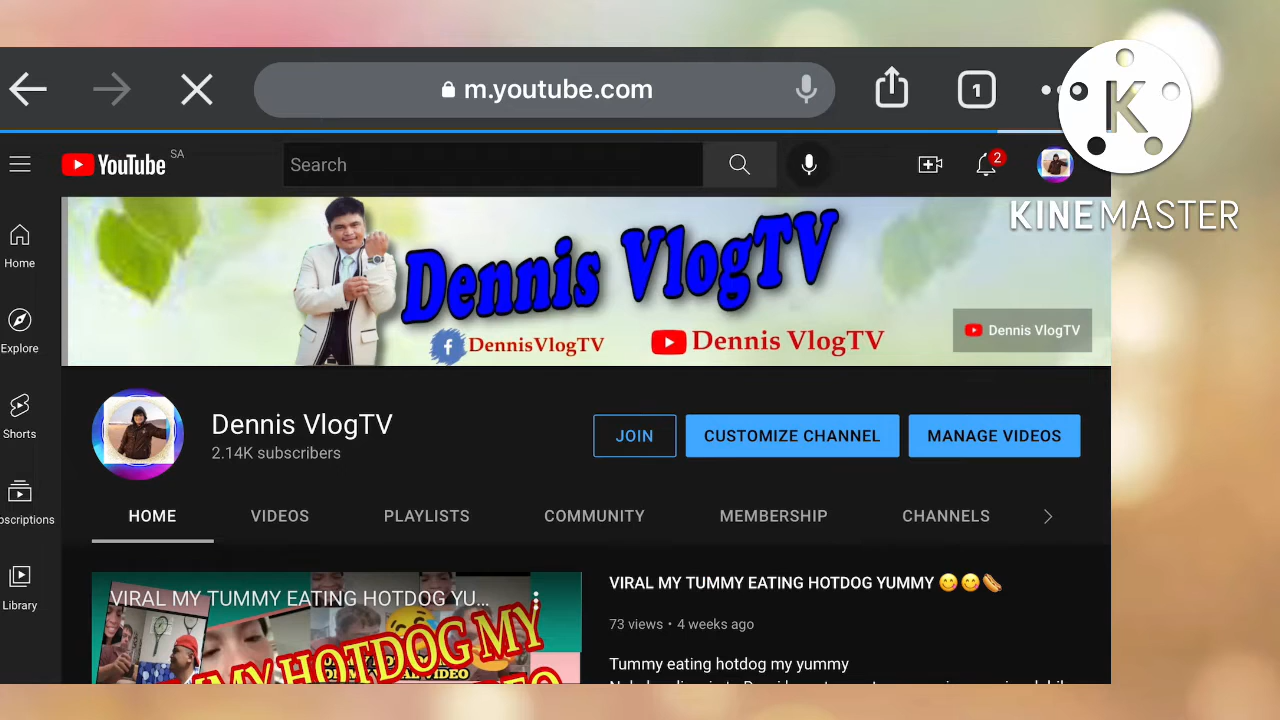 m.youtube.com
1
K
KINEMASTER
YouTube SA
Search
2
Home
Explore
Shorts
bscriptions
Library
Dennis VlogTV
DennisVlogTV
Dennis VlogTV
Dennis VlogTV
Dennis VlogTV
2.14K subscribers
JOIN
CUSTOMIZE CHANNEL
MANAGE VIDEOS
HOME
VIDEOS
PLAYLISTS
COMMUNITY
MEMBERSHIP
CHANNELS
VIRAL MY TUMMY EATING HOTDOG YU...
MY HOTDOG MY
VIRAL MY TUMMY EATING HOTDOG YUMMY 😋😋🌭
73 views • 4 weeks ago
Tummy eating hotdog my yummy